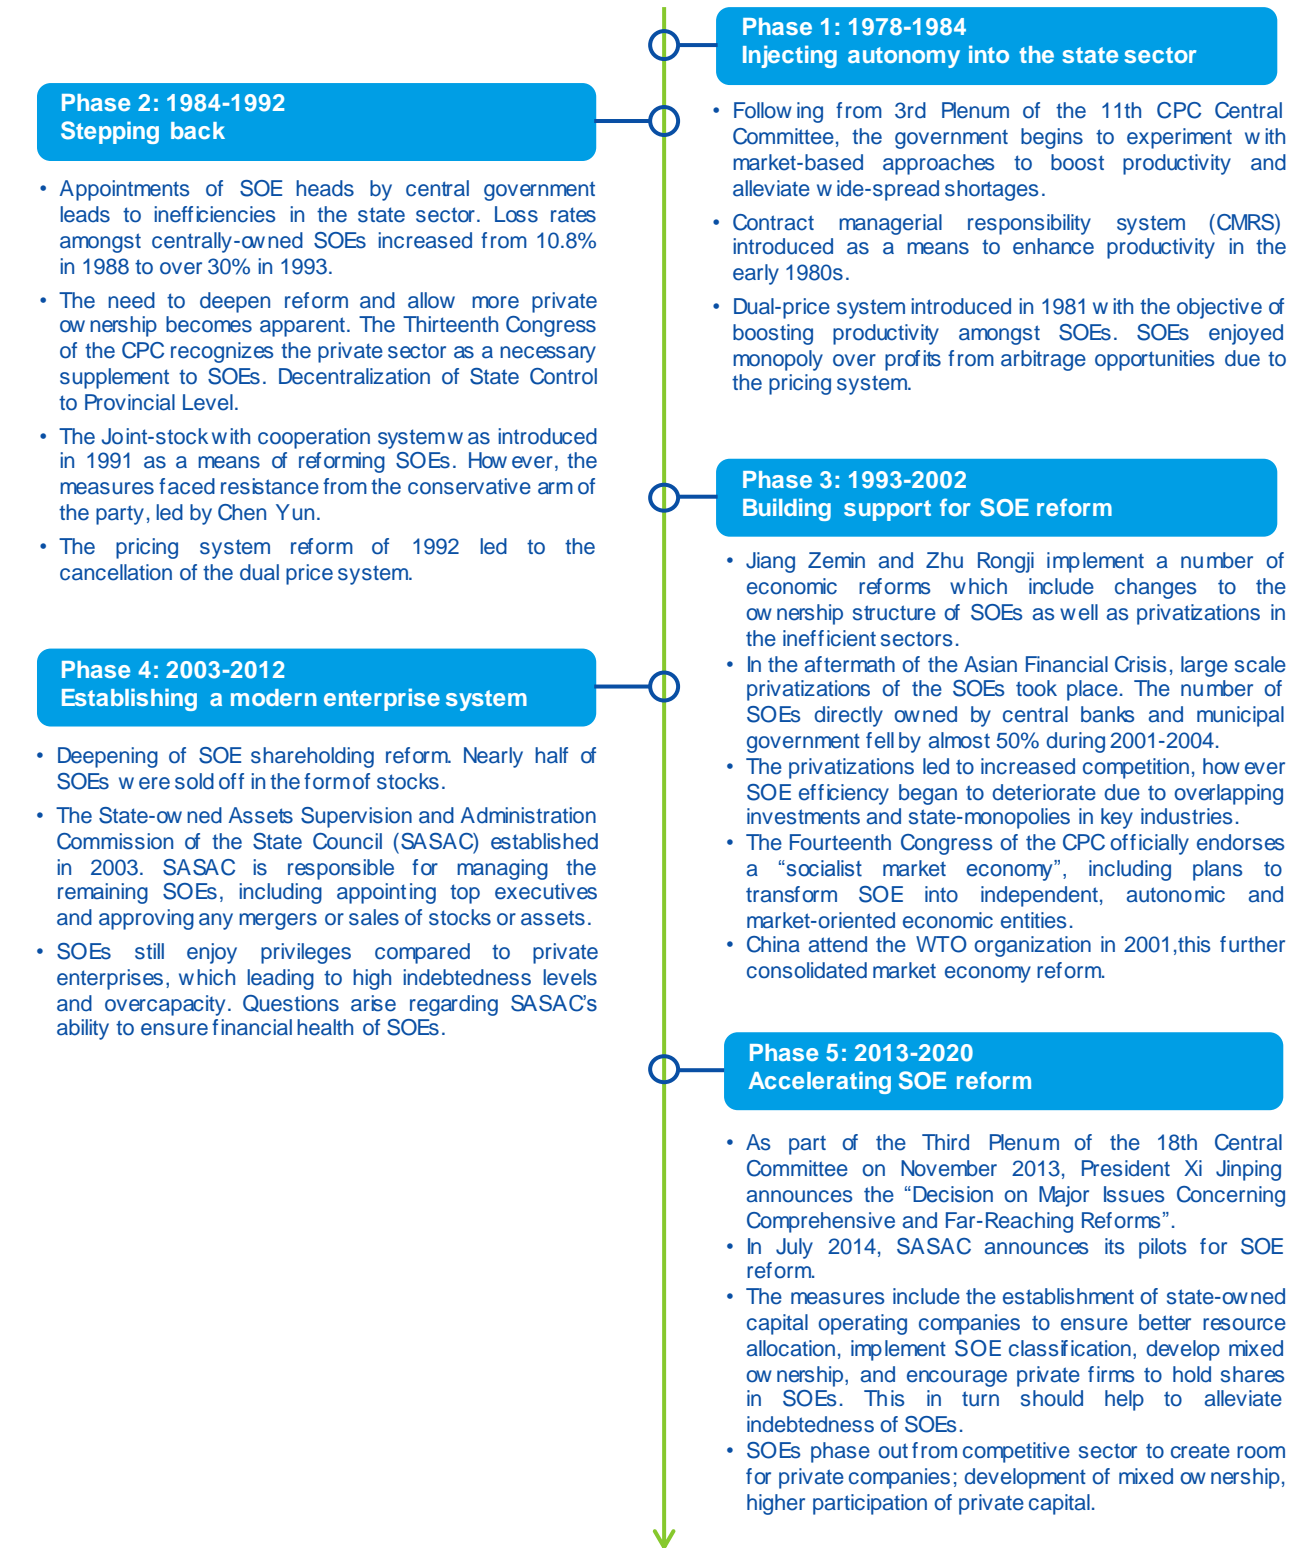 Phase 1: 1978-1984
Injecting autonomy into the state sector
• Following from 3rd Plenum of the 11th CPC Central
Committee, the government begins to experiment with
market-based approaches to boost productivity and
alleviate wide-spread shortages.
• Contract managerial responsibility system (CMRS)
introduced as a means to enhance productivity in the
early 1980s.
• Dual-price system introduced in 1981 with the objective of
boosting productivity amongst SOEs. SOEs enjoyed
monopoly over profits from arbitrage opportunities due to
the pricing system.
Phase 2: 1984-1992
Stepping back
• Appointments of SOE heads by central government
leads to inefficiencies in the state sector. Loss rates
amongst centrally-owned SOEs increased from 10.8%
in 1988 to over 30% in 1993.
• The need to deepen reform and allow more private
ownership becomes apparent. The Thirteenth Congress
of the CPC recognizes the private sector as a necessary
supplement to SOEs. Decentralization of State Control
to Provincial Level.
• The Joint-stock with cooperation system was introduced
in 1991 as a means of reforming SOEs. However, the
measures faced resistance from the conservative arm of
the party, led by Chen Yun.
• The pricing system reform of 1992 led to the
cancellation of the dual price system.
Phase 3: 1993-2002
Building support for SOE reform
• Jiang Zemin and Zhu Rongji implement a number of
economic reforms which include changes to the
ownership structure of SOEs as well as privatizations in
the inefficient sectors.
• In the aftermath of the Asian Financial Crisis, large scale
privatizations of the SOEs took place. The number of
SOEs directly owned by central banks and municipal
government fell by almost 50% during 2001-2004.
• The privatizations led to increased competition, however
SOE efficiency began to deteriorate due to overlapping
investments and state-monopolies in key industries.
• The Fourteenth Congress of the CPC officially endorses
a “socialist market economy”, including plans to
transform SOE into independent, autonomic and
market-oriented economic entities.
• China attend the WTO organization in 2001,this further
consolidated market economy reform.
Phase 4: 2003-2012
Establishing a modern enterprise system
• Deepening of SOE shareholding reform. Nearly half of
SOEs were sold off in the form of stocks.
• The State-owned Assets Supervision and Administration
Commission of the State Council (SASAC) established
in 2003. SASAC is responsible for managing the
remaining SOEs, including appointing top executives
and approving any mergers or sales of stocks or assets.
• SOEs still enjoy privileges compared to private
enterprises, which leading to high indebtedness levels
and overcapacity. Questions arise regarding SASAC’s
ability to ensure financial health of SOEs.
Phase 5: 2013-2020
Accelerating SOE reform
• As part of the Third Plenum of the 18th Central
Committee on November 2013, President Xi Jinping
announces the “Decision on Major Issues Concerning
Comprehensive and Far-Reaching Reforms”.
• In July 2014, SASAC announces its pilots for SOE
reform.
• The measures include the establishment of state-owned
capital operating companies to ensure better resource
allocation, implement SOE classification, develop mixed
ownership, and encourage private firms to hold shares
in SOEs. This in turn should help to alleviate
indebtedness of SOEs.
• SOEs phase out from competitive sector to create room
for private companies; development of mixed ownership,
higher participation of private capital.